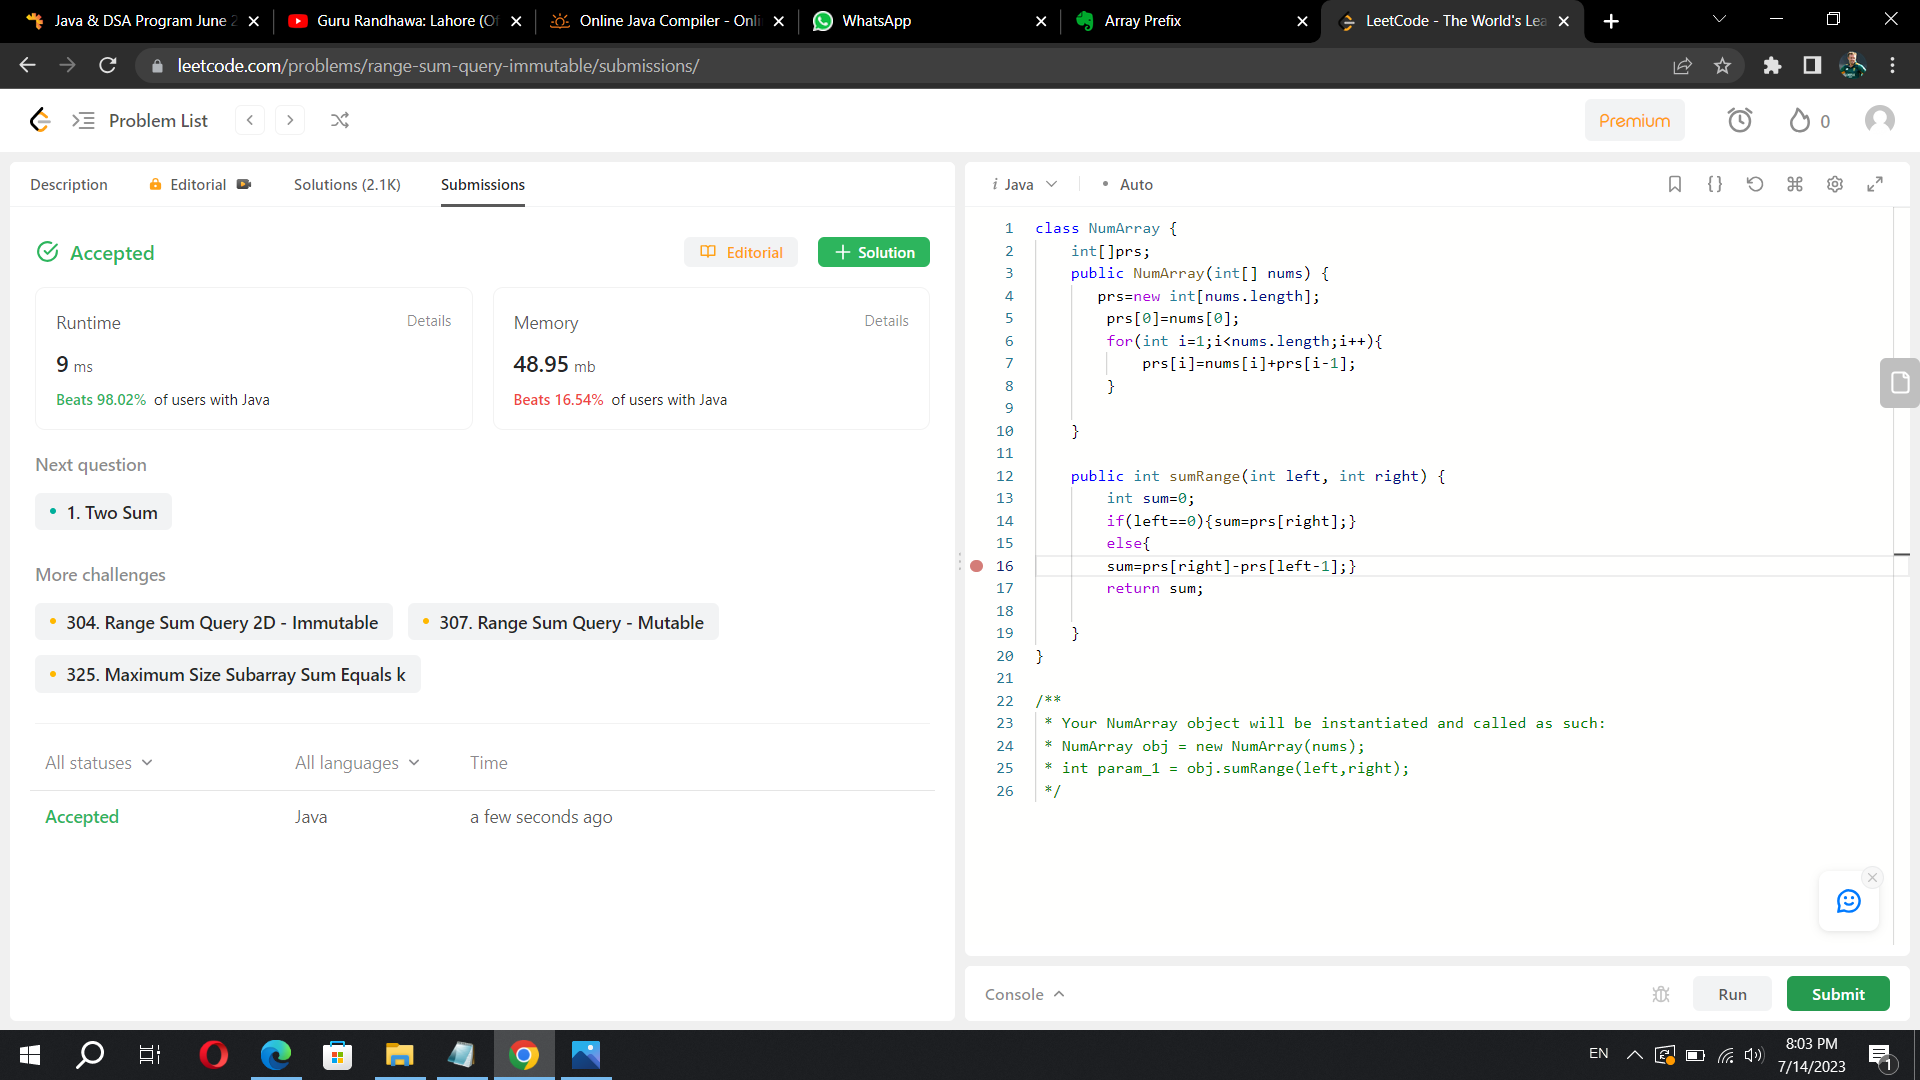 Java & DSA Program June 2
Guru Randhawa: Lahore (Of
Online Java Compiler - Onli
WhatsApp
Array Prefix
LeetCode - The World's Lea
leetcode.com/problems/range-sum-query-immutable/submissions/
Problem List
Premium
0
Description
Editorial
Solutions (2.1K)
Submissions
Accepted
Editorial
Solution
Runtime
Details
9 ms
Beats 98.02% of users with Java
Memory
Details
48.95 mb
Beats 16.54% of users with Java
Next question
1. Two Sum
More challenges
304. Range Sum Query 2D - Immutable
307. Range Sum Query - Mutable
325. Maximum Size Subarray Sum Equals k
All statuses
All languages
Time
Accepted
Java
a few seconds ago
i Java
• Auto
1 class NumArray {
2 int[]prs;
3 public NumArray(int[] nums) {
4 prs=new int[nums.length];
5 prs[0]=nums[0];
6 for(int i=1;i<nums.length;i++){
7 prs[i]=nums[i]+prs[i-1];
8 }
9
10 }
11
12 public int sumRange(int left, int right) {
13 int sum=0;
14 if(left==0){sum=prs[right];}
15 else{
16 sum=prs[right]-prs[left-1];}
17 return sum;
18
19 }
20 }
21
22 /**
23 * Your NumArray object will be instantiated and called as such:
24 * NumArray obj = new NumArray(nums);
25 * int param_1 = obj.sumRange(left,right);
26 */
Console
Run
Submit
EN
8:03 PM
7/14/2023
1